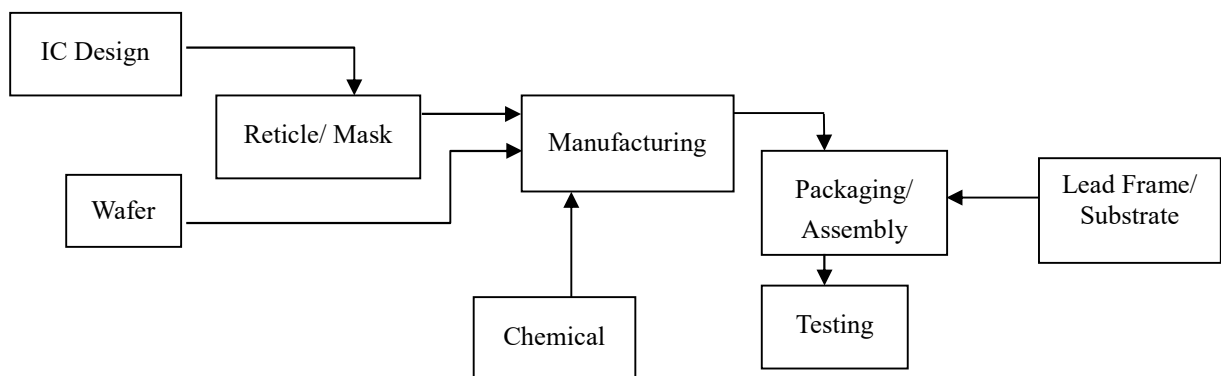 IC Design
Reticle/ Mask
Manufacturing
Wafer
Packaging/
Assembly
Lead Frame/
Substrate
Chemical
Testing